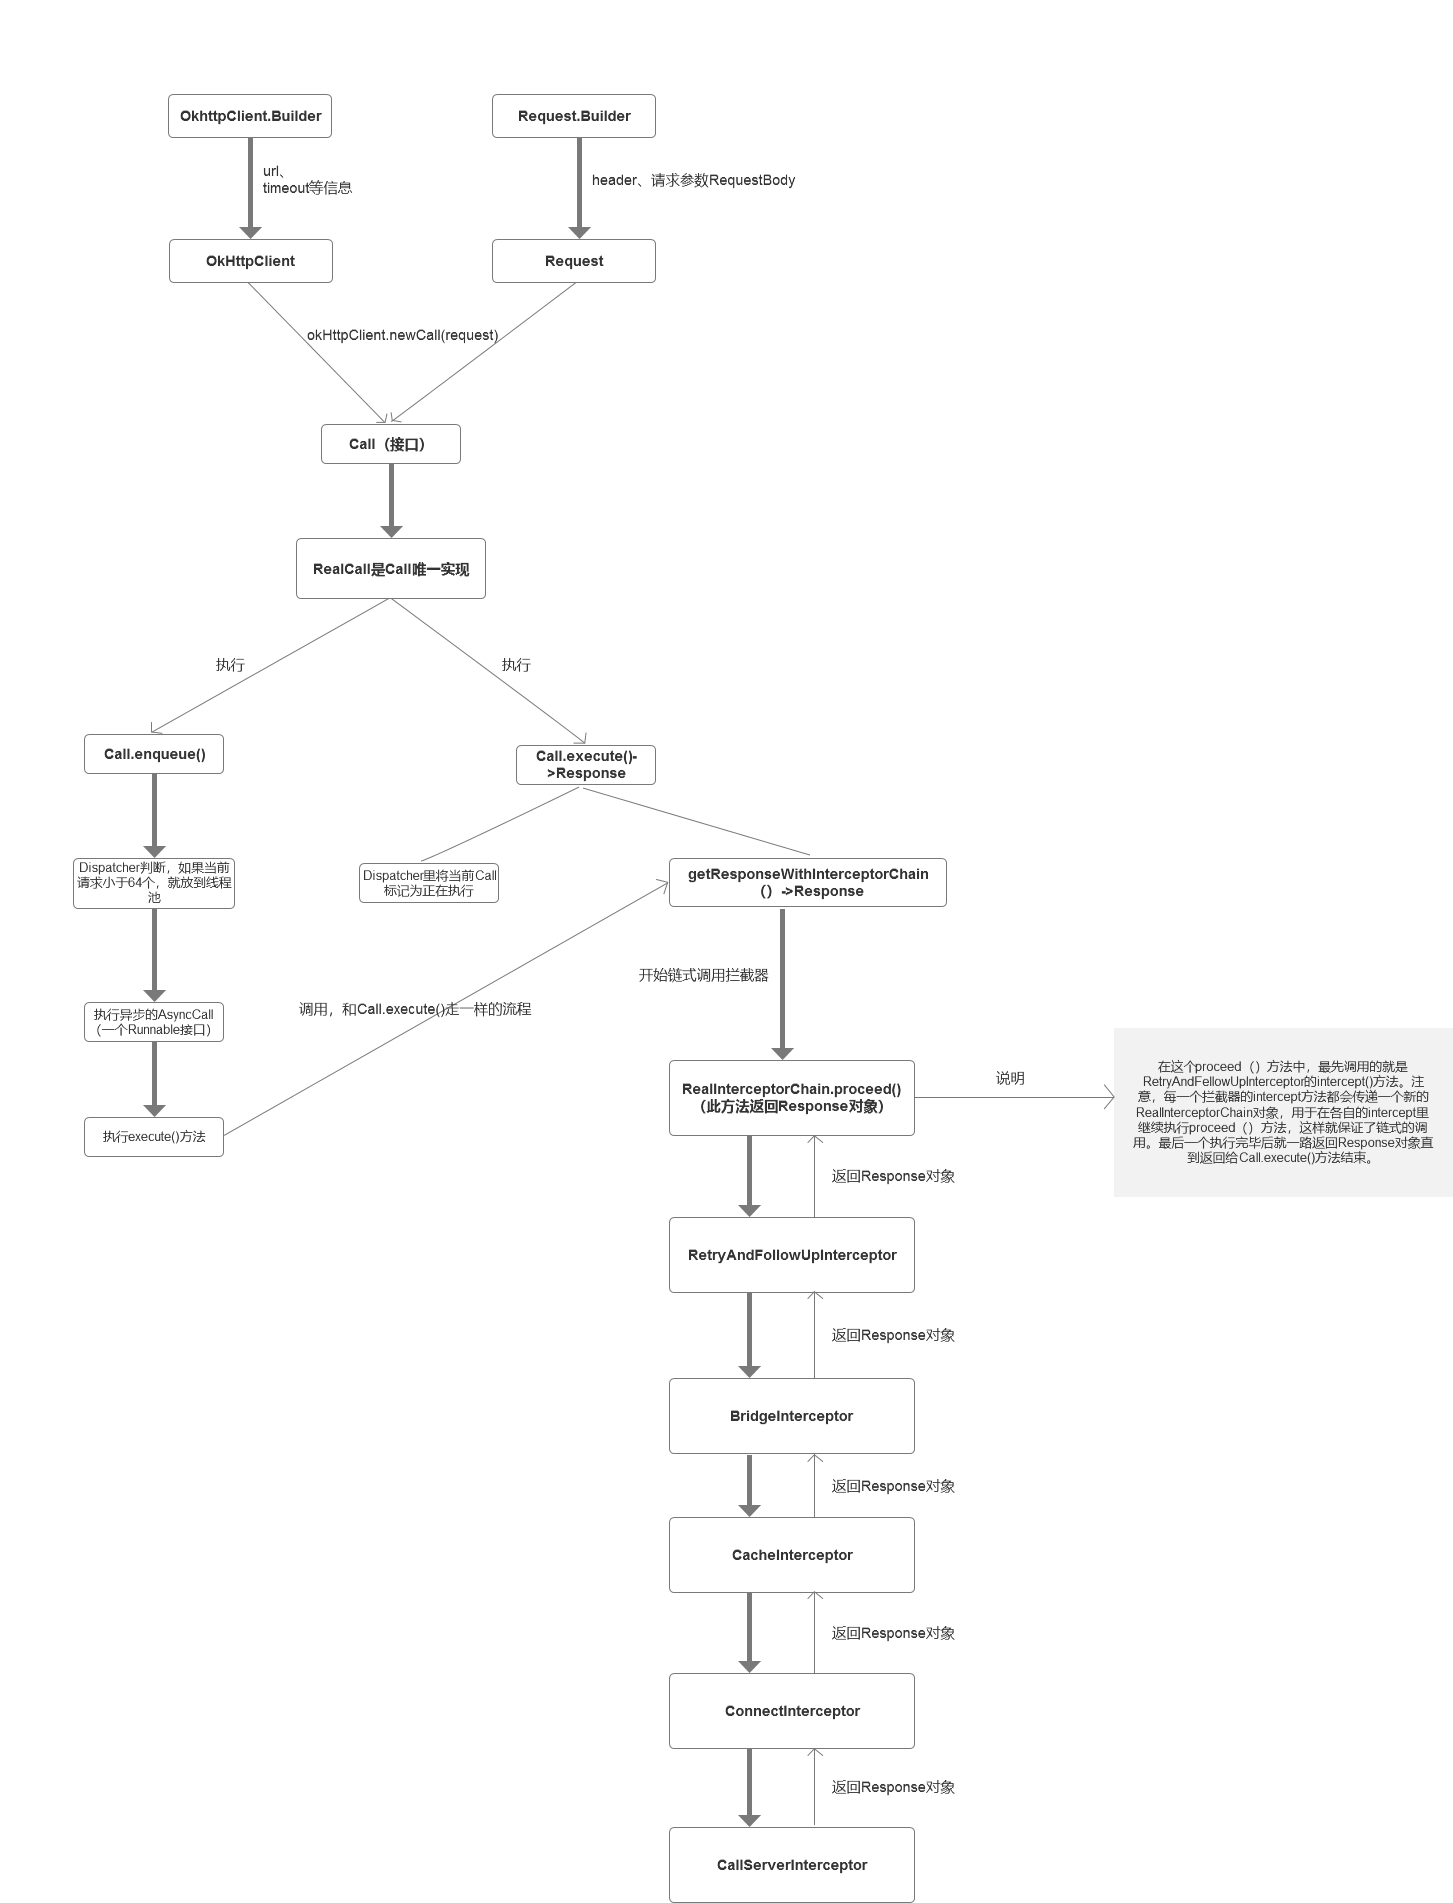 OkhttpClient.Builder
Request.Builder
url、
timeout等信息
header、请求参数RequestBody
OkHttpClient
Request
okHttpClient.newCall(request)
Call（接口）
RealCall是Call唯一实现
执行
执行
Call.enqueue()
Call.execute()-
>Response
Dispatcher判断，如果当前
请求小于64个，就放到线程
池
Dispatcher里将当前Call
标记为正在执行
getResponseWithInterceptorChain
（）->Response
开始链式调用拦截器
调用，和Call.execute()走一样的流程
执行异步的AsyncCall
（一个Runnable接口）
执行execute()方法
RealInterceptorChain.proceed()
（此方法返回Response对象）
说明
在这个proceed（）方法中，最先调用的就是
RetryAndFellowUpInterceptor的intercept()方法。注
意，每一个拦截器的intercept方法都会传递一个新的
RealInterceptorChain对象，用于在各自的intercept里
继续执行proceed（）方法，这样就保证了链式的调
用。最后一个执行完毕后就一路返回Response对象直
到返回给Call.execute()方法结束。
返回Response对象
RetryAndFollowUpInterceptor
返回Response对象
BridgeInterceptor
返回Response对象
CacheInterceptor
返回Response对象
ConnectInterceptor
返回Response对象
CallServerInterceptor